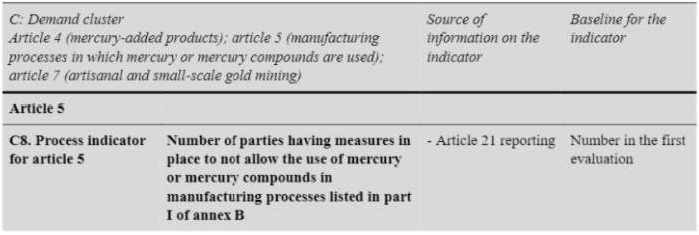 C: Demand cluster
Article 4 (mercury-added products); article 5 (manufacturing
processes in which mercury or mercury compounds are used);
article 7 (artisanal and small-scale gold mining)
Source of
information on the
indicator
Baseline for the
indicator
Article 5
C8. Process indicator
for article 5
Number of parties having measures in
place to not allow the use of mercury
or mercury compounds in
manufacturing processes listed in part
I of annex B
- Article 21 reporting
Number in the first
evaluation